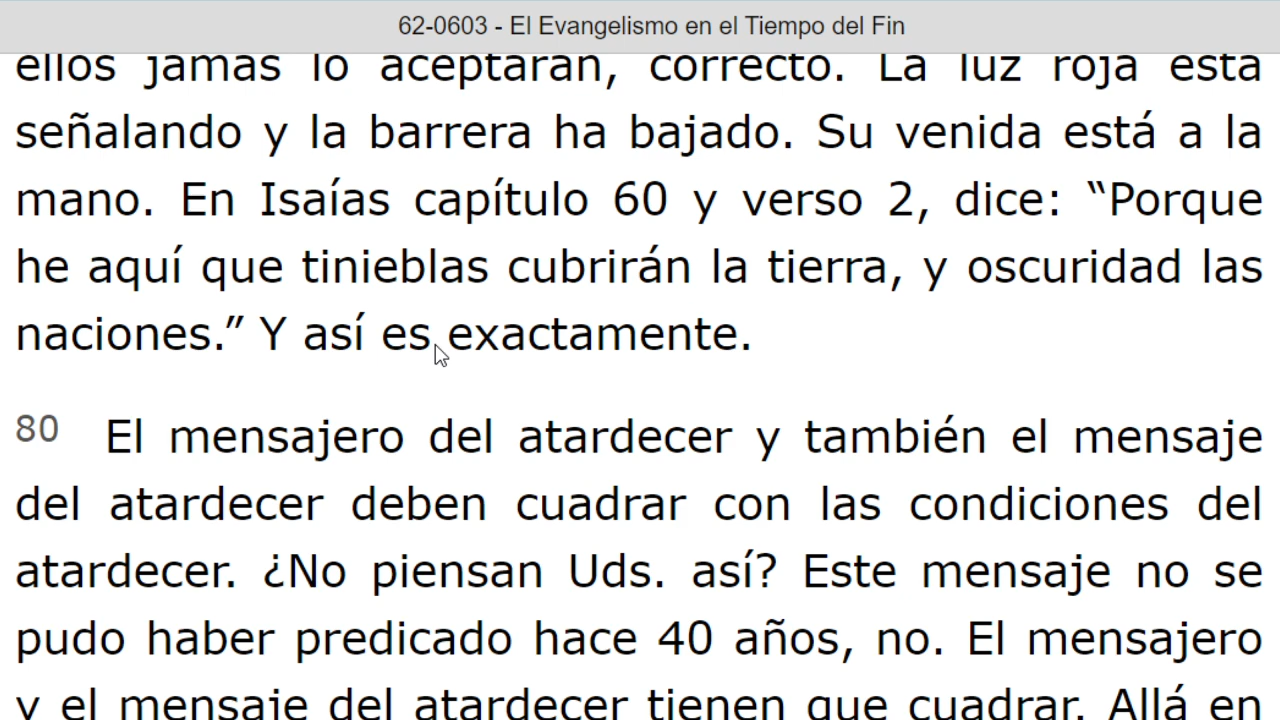 62-0603 - El Evangelismo en el Tiempo del Fin
ellos jamás lo aceptarán, correcto. La luz roja está
señalando y la barrera ha bajado. Su venida está a la
mano. En Isaías capítulo 60 y verso 2, dice: “Porque
he aquí que tinieblas cubrirán la tierra, y oscuridad las
naciones.” Y así es exactamente.
80 El mensajero del atardecer y también el mensaje
del atardecer deben cuadrar con las condiciones del
atardecer. ¿No piensan Uds. así? Este mensaje no se
pudo haber predicado hace 40 años, no. El mensajero
y el mensaje del atardecer tienen que cuadrar. Allá en